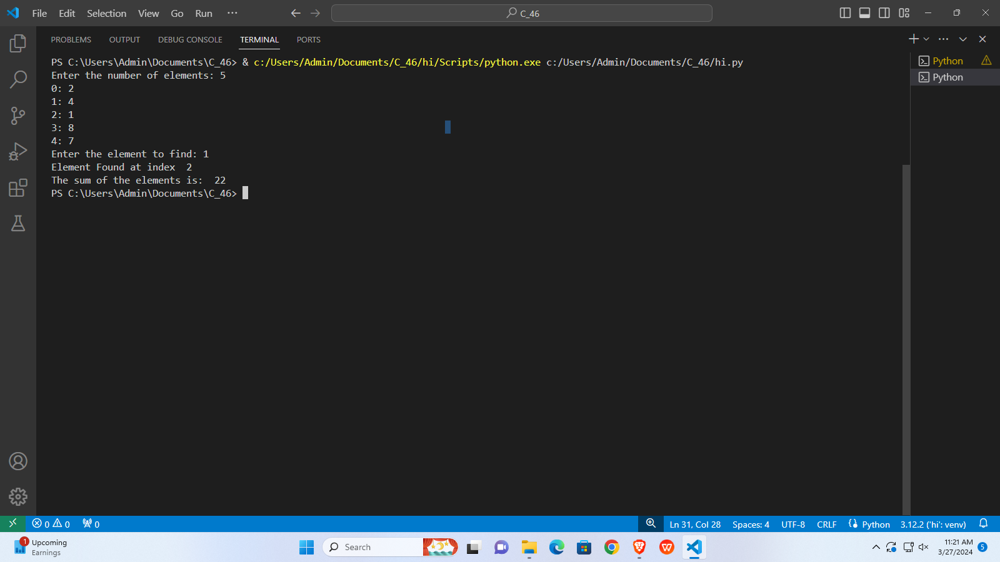 File Edit Selection View Go Run ··· C_46
PROBLEMS OUTPUT DEBUG CONSOLE TERMINAL PORTS
PS C:\Users\Admin\Documents\C_46> & c:/Users/Admin/Documents/C_46/hi/Scripts/python.exe c:/Users/Admin/Documents/C_46/hi.py
Enter the number of elements: 5
0: 2
1: 4
2: 1
3: 8
4: 7
Enter the element to find: 1
Element Found at index  2
The sum of the elements is:  22
PS C:\Users\Admin\Documents\C_46>
Python
Python
0 0 0 Ln 31, Col 28 Spaces: 4 UTF-8 CRLF Python 3.12.2 ('hi': venv)
1 Upcoming
Earnings
Search
11:21 AM
3/27/2024
5